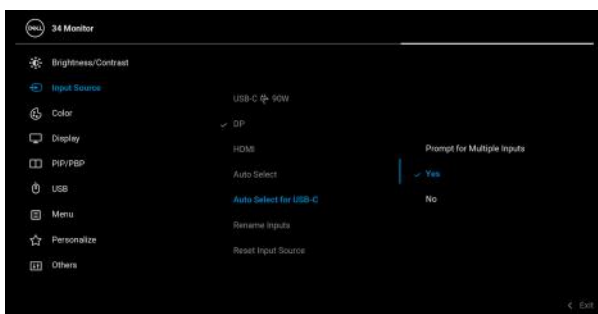 DELL 34 Monitor
Brightness/Contrast
Input Source
Color
Display
PIP/PBP
USB
Menu
Personalize
Others
USB-C 90W
DP
HDMI
Auto Select
Auto Select for USB-C
Rename Inputs
Reset Input Source
Prompt for Multiple Inputs
Yes
No
Exit